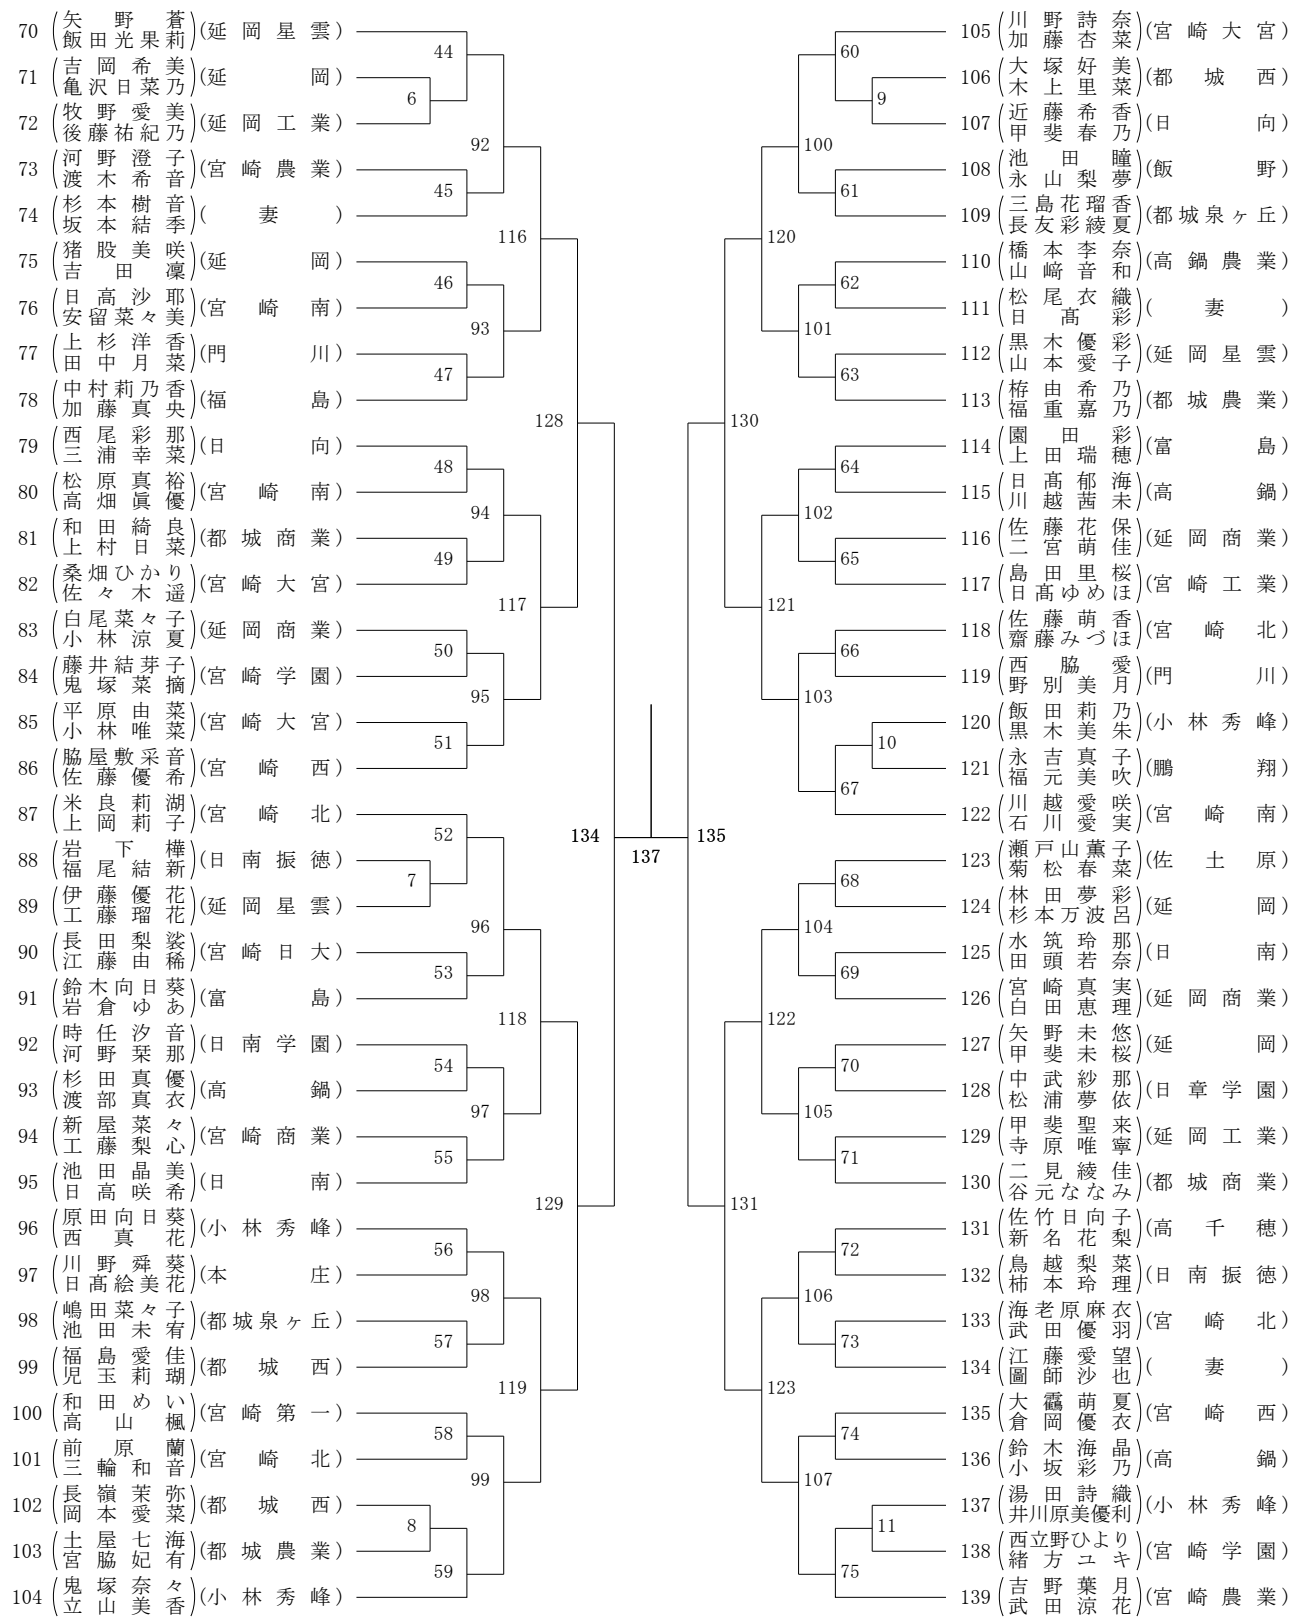 70 (矢野蒼 飯田光果莉) (延岡星雲)
71 (吉岡希美 亀沢日菜乃) (延岡)
72 (牧野愛美 後藤祐紀乃) (延岡工業)
73 (河野澄子 渡木希音) (宮崎農業)
74 (杉本樹音 坂本結季) (妻)
75 (猪股美咲 吉田凜) (延岡)
76 (日高沙耶 安留菜々美) (宮崎南)
77 (上杉洋香 田中月菜) (門川)
78 (中村莉乃香 加藤真央) (福島)
79 (西尾彩那 三浦幸菜) (日向)
80 (松原真裕 高畑眞優) (宮崎南)
81 (和田綺良 上村日菜) (都城商業)
82 (桑畑ひかり 佐々木遥) (宮崎大宮)
83 (白尾菜々子 小林涼夏) (延岡商業)
84 (藤井結芽子 鬼塚菜摘) (宮崎学園)
85 (平原由菜 小林唯菜) (宮崎大宮)
86 (脇屋敷采音 佐藤優希) (宮崎西)
87 (米良莉湖 上岡莉子) (宮崎北)
88 (岩下樺 福尾結新) (日南振徳)
89 (伊藤優花 工藤瑠花) (延岡星雲)
90 (長田梨裟 江藤由稀) (宮崎日大)
91 (鈴木向日葵 岩倉ゆあ) (富島)
92 (時任汐音 河野栞那) (日南学園)
93 (杉田真優 渡部真衣) (高鍋)
94 (新屋菜々 工藤梨心) (宮崎商業)
95 (池田晶美 日高咲希) (日南)
96 (原田向日葵 西真花) (小林秀峰)
97 (川野舜葵 日髙絵美花) (本庄)
98 (嶋田菜々子 池田未宥) (都城泉ヶ丘)
99 (福島愛佳 児玉莉瑚) (都城西)
100 (和田めい 高山楓) (宮崎第一)
101 (前原蘭 三輪和音) (宮崎北)
102 (長嶺茉弥 岡本愛菜) (都城西)
103 (土屋七海 宮脇妃有) (都城農業)
104 (鬼塚奈々 立山美香) (小林秀峰)
44
6
92
45
116
46
93
47
128
48
94
49
117
50
95
51
52
7
96
53
118
54
97
55
129
56
98
57
119
58
99
8
59
134
137
135
60
9
100
61
120
62
101
63
130
64
102
65
121
66
103
10
67
68
104
69
122
70
105
71
131
72
106
73
123
74
107
11
75
105 (川野詩奈 加藤杏菜) (宮崎大宮)
106 (大塚好美 木上里菜) (都城西)
107 (近藤希香 甲斐春乃) (日向)
108 (池田瞳 永山梨夢) (飯野)
109 (三島花瑠香 長友彩綾夏) (都城泉ヶ丘)
110 (橋本李奈 山﨑音和) (高鍋農業)
111 (松尾衣織 日髙彩) (妻)
112 (黒木優彩 山本愛子) (延岡星雲)
113 (栫由希乃 福重嘉乃) (都城農業)
114 (園田彩 上田瑞穂) (富島)
115 (日髙郁海 川越茜未) (高鍋)
116 (佐藤花保 二宮萌佳) (延岡商業)
117 (島田里桜 日髙ゆめほ) (宮崎工業)
118 (佐藤萌香 齋藤みづほ) (宮崎北)
119 (西脇愛 野別美月) (門川)
120 (飯田莉乃 黒木美朱) (小林秀峰)
121 (永吉真子 福元美吹) (鵬翔)
122 (川越愛咲 石川愛実) (宮崎南)
123 (瀬戸山薫子 菊松春菜) (佐土原)
124 (林田夢彩 杉本万波呂) (延岡)
125 (水筑玲那 田頭若奈) (日南)
126 (宮崎真実 白田恵理) (延岡商業)
127 (矢野未悠 甲斐未桜) (延岡)
128 (中武紗那 松浦夢依) (日章学園)
129 (甲斐聖来 寺原唯寧) (延岡工業)
130 (二見綾佳 谷元ななみ) (都城商業)
131 (佐竹日向子 新名花梨) (高千穂)
132 (鳥越梨菜 柿本玲理) (日南振徳)
133 (海老原麻衣 武田優羽) (宮崎北)
134 (江藤愛望 圖師沙也) (妻)
135 (大靍萌夏 倉岡優衣) (宮崎西)
136 (鈴木海晶 小坂彩乃) (高鍋)
137 (湯田詩織 井川原美優利) (小林秀峰)
138 (西立野ひより 緒方ユキ) (宮崎学園)
139 (吉野葉月 武田涼花) (宮崎農業)